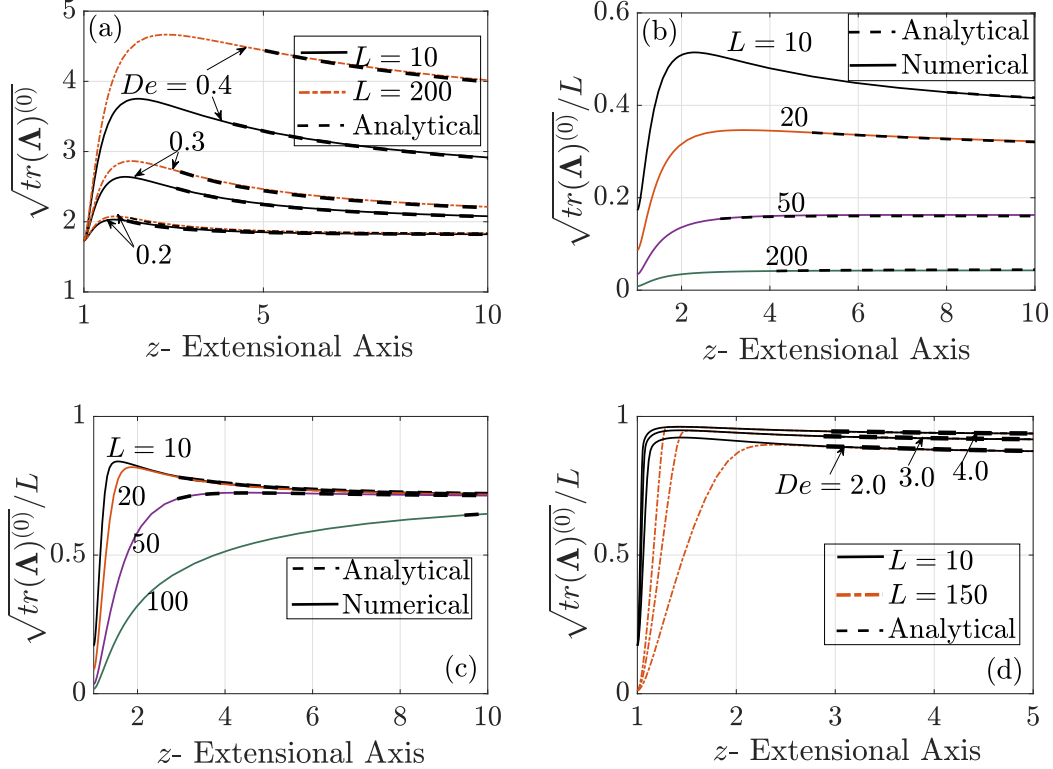 (a)
5
4
3
2
1
1
5
10
De = 0.4
0.3
0.2
L = 10
L = 200
Analytical
√tr(Λ)^(0)
z- Extensional Axis
(b)
0.6
0.4
0.2
0
2
4
6
8
10
L = 10
20
50
200
Analytical
Numerical
√tr(Λ)^(0)/L
z- Extensional Axis
1
0.5
0
2
4
6
8
10
L = 10
20
50
100
Analytical
Numerical
(c)
√tr(Λ)^(0)/L
z- Extensional Axis
1
0.5
0
1
2
3
4
5
De = 2.0
3.0
4.0
L = 10
L = 150
Analytical
(d)
√tr(Λ)^(0)/L
z- Extensional Axis